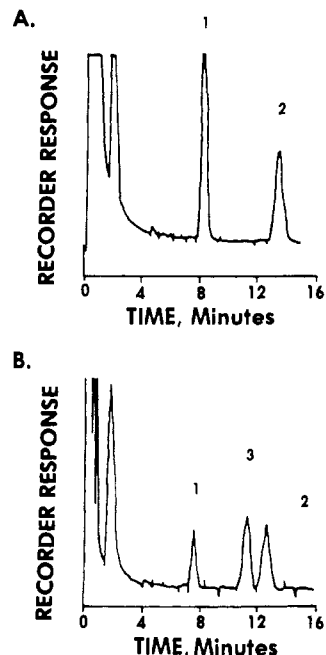 A.
1
2
RECORDER RESPONSE
0 4 8 12 16
TIME, Minutes
B.
3
1
2
RECORDER RESPONSE
0 4 8 12 16
TIME, Minutes